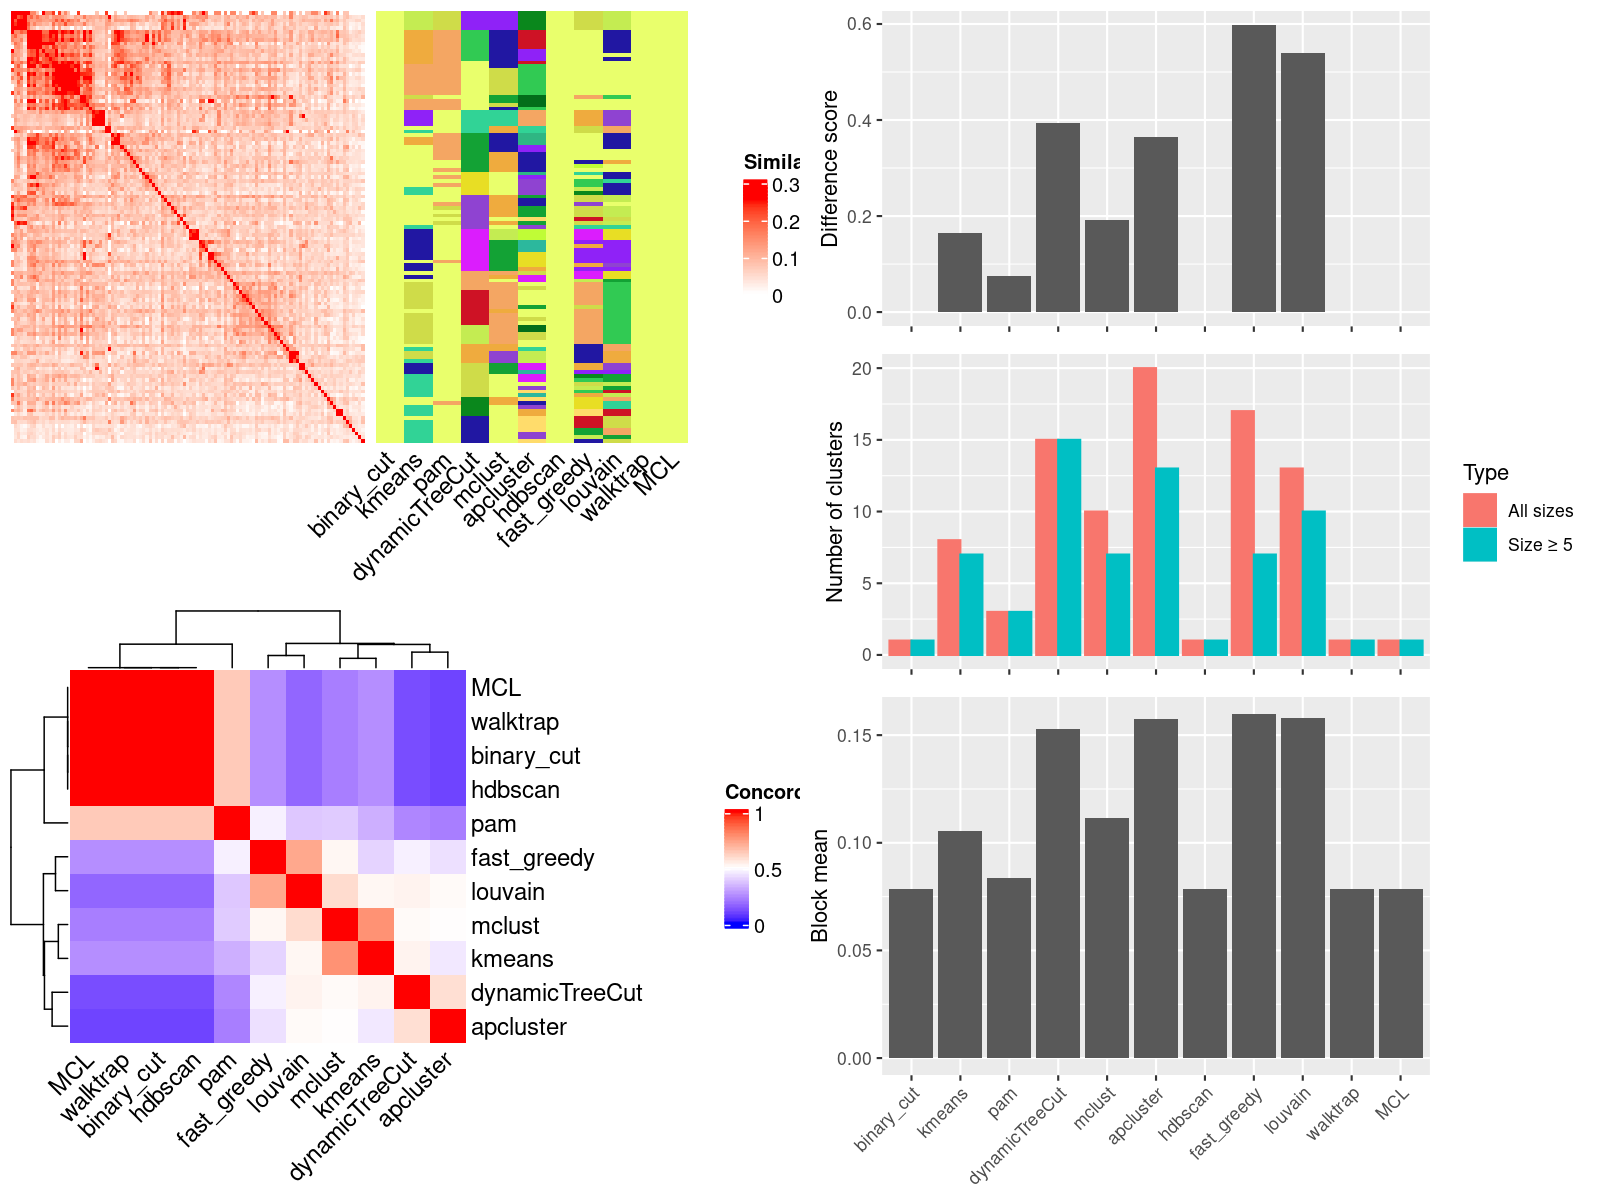 Simila
0.3
0.2
0.1
0
binary_cut
kmeans
pam
dynamicTreeCut
mclust
apcluster
hdbscan
fast_greedy
louvain
walktrap
MCL
MCL
walktrap
binary_cut
hdbscan
pam
fast_greedy
louvain
mclust
kmeans
dynamicTreeCut
apcluster
Concorc
1
0.5
0
MCL
walktrap
binary_cut
hdbscan
pam
fast_greedy
louvain
mclust
kmeans
dynamicTreeCut
apcluster
Difference score
0.6
0.4
0.2
0.0
Number of clusters
20
15
10
5
0
Type
All sizes
Size ≥ 5
Block mean
0.15
0.10
0.05
0.00
binary_cut
kmeans
pam
dynamicTreeCut
mclust
apcluster
hdbscan
fast_greedy
louvain
walktrap
MCL